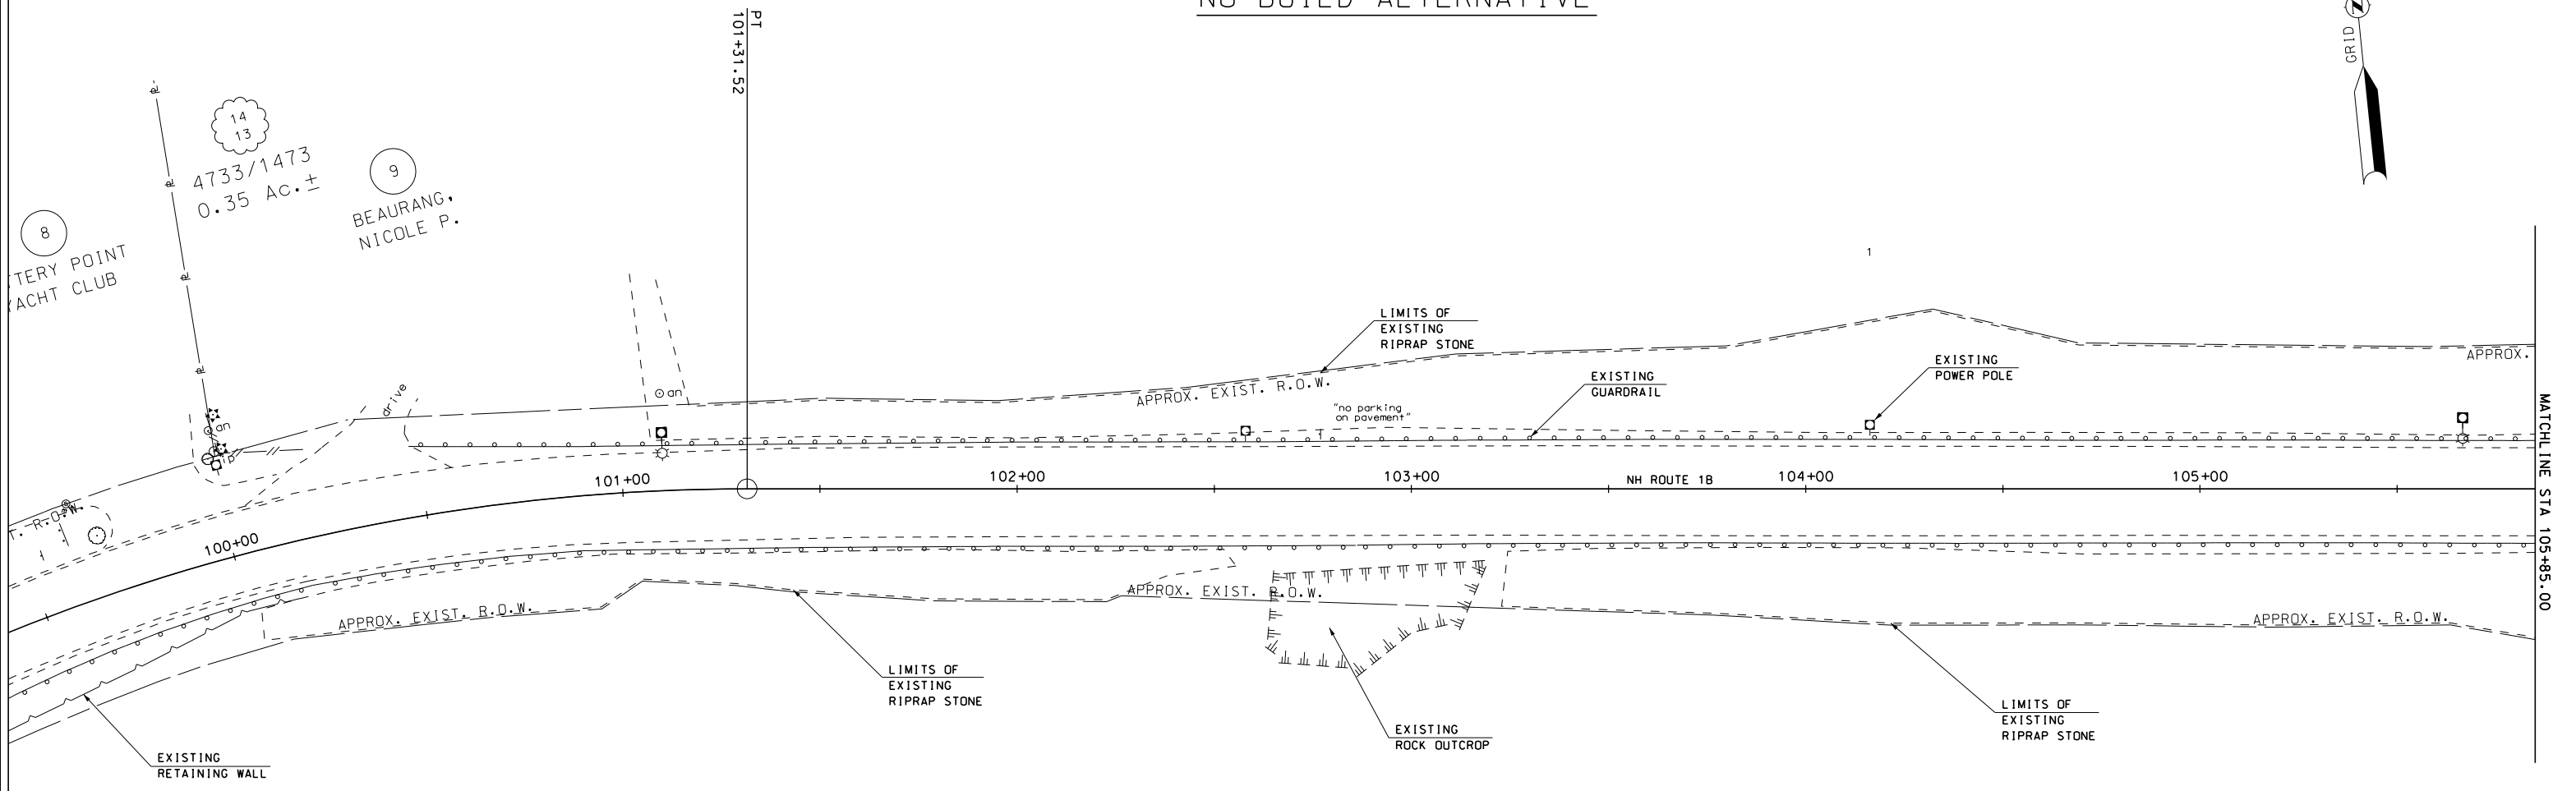 NO BUILD ALTERNATIVE
PT
101+31.52
GRID
N
14
13
4733/1473
0.35 Ac.±
9
BEAURANG,
NICOLE P.
8
TTERY POINT
YACHT CLUB
1
LIMITS OF
EXISTING
RIPRAP STONE
EXISTING
POWER POLE
APPROX.
EXISTING
GUARDRAIL
APPROX. EXIST. R.O.W.
"no parking
on pavement"
drive
an
an
ip
101+00
102+00
103+00
NH ROUTE 1B
104+00
105+00
MATCHLINE STA 105+85.00
T. R.O.W.
100+00
APPROX. EXIST. R.O.W.
APPROX. EXIST. R.O.W.
APPROX. EXIST. R.O.W.
LIMITS OF
EXISTING
RIPRAP STONE
LIMITS OF
EXISTING
RIPRAP STONE
EXISTING
ROCK OUTCROP
EXISTING
RETAINING WALL